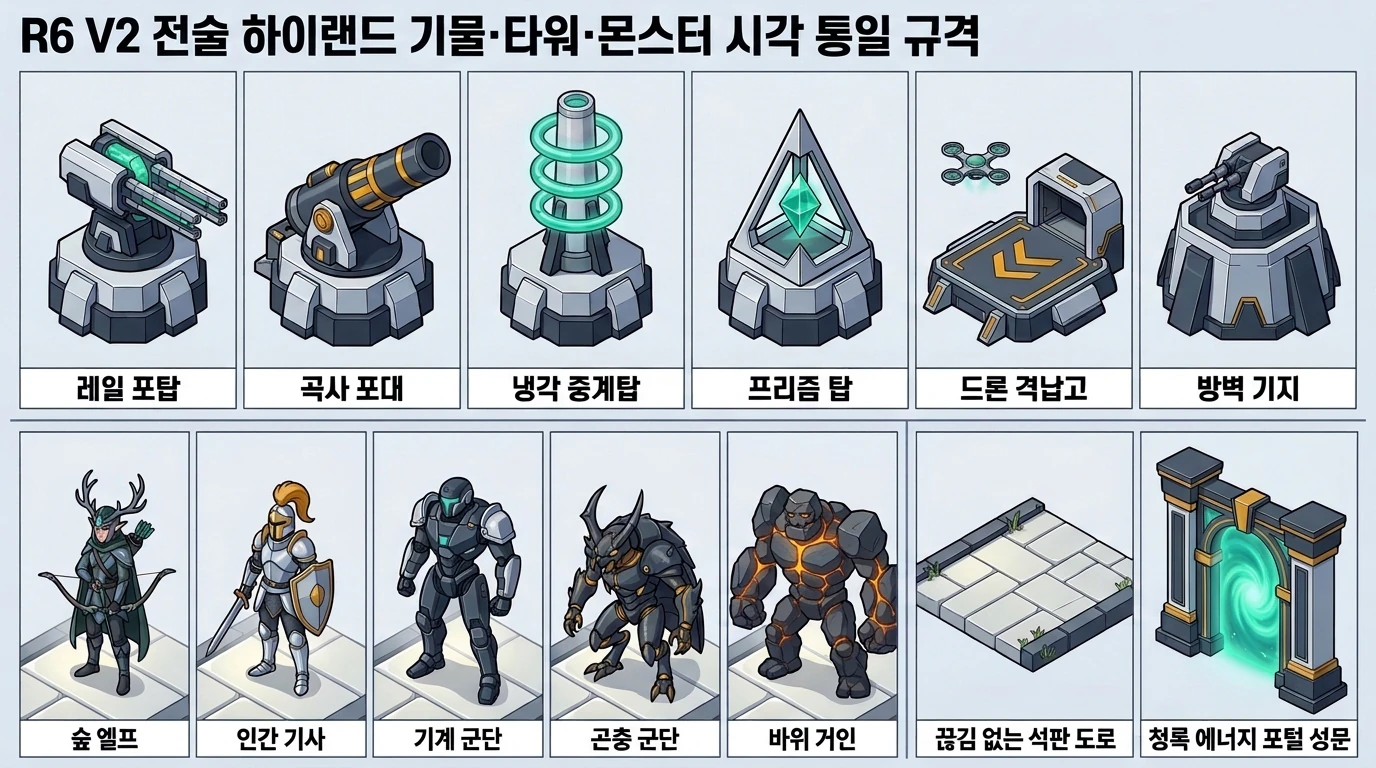 R6 V2 전술 하이랜드 기물·타워·몬스터 시각 통일 규격
레일 포탑
곡사 포대
냉각 중계탑
프리즘 탑
드론 격납고
방벽 기지
숲 엘프
인간 기사
기계 군단
곤충 군단
바위 거인
끊김 없는 석판 도로
청록 에너지 포털 성문